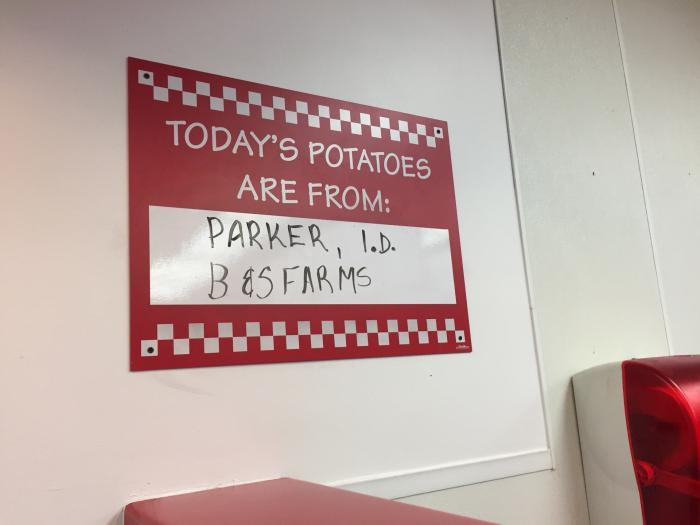 TODAY'S POTATOES
ARE FROM:
PARKER, I.D.
B & S FARMS